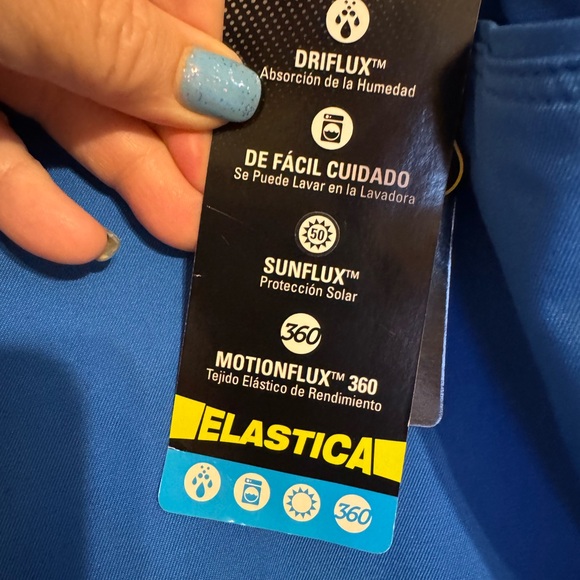 DRIFLUX™
Absorción de la Humedad
DE FÁCIL CUIDADO
Se Puede Lavar en la Lavadora
50
SUNFLUX™
Protección Solar
360
MOTIONFLUX™ 360
Tejido Elástico de Rendimiento
ELASTICA
360